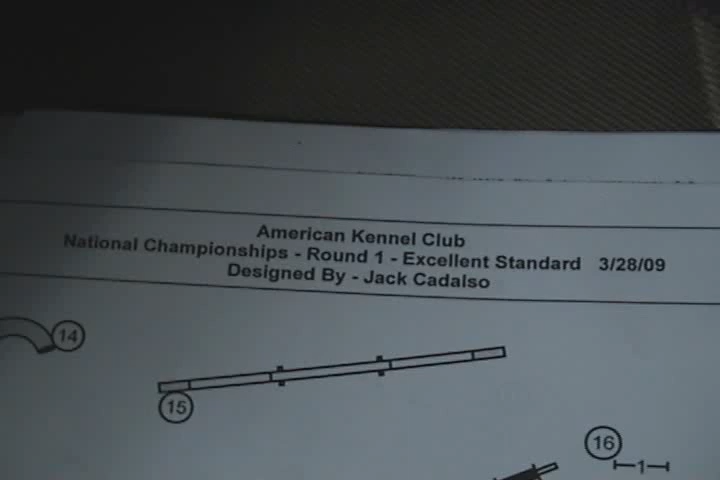 American Kennel Club
National Championships - Round 1 - Excellent Standard 3/28/09
Designed By - Jack Cadalso
14
15
16
1